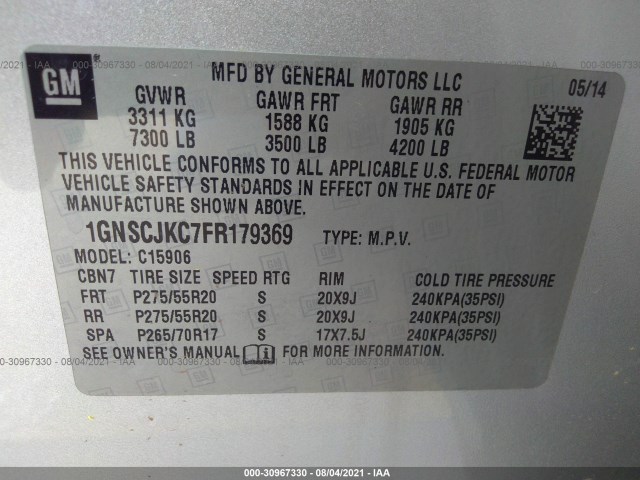 GM
MFD BY GENERAL MOTORS LLC
05/14
GVWR GAWR FRT GAWR RR
3311 KG 1588 KG 1905 KG
7300 LB 3500 LB 4200 LB
THIS VEHICLE CONFORMS TO ALL APPLICABLE U.S. FEDERAL MOTOR
VEHICLE SAFETY STANDARDS IN EFFECT ON THE DATE OF
MANUFACTURE SHOWN ABOVE.
1GNSCJKC7FR179369 TYPE: M.P.V.
MODEL: C15906
CBN7 TIRE SIZE SPEED RTG RIM COLD TIRE PRESSURE
FRT P275/55R20 S 20X9J 240KPA(35PSI)
RR P275/55R20 S 20X9J 240KPA(35PSI)
SPA P265/70R17 S 17X7.5J 240KPA(35PSI)
SEE OWNER'S MANUAL FOR MORE INFORMATION.
000-30967330 - 08/04/2021 - IAA